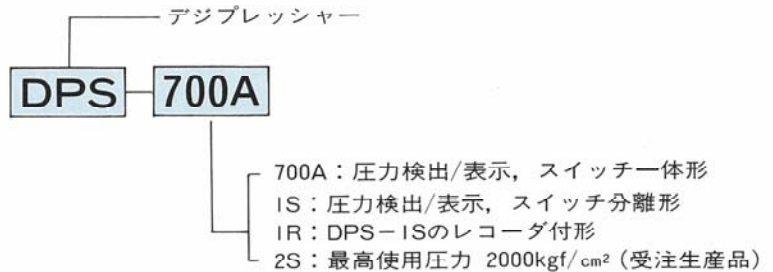 デジプレッシャー
DPS-700A
700A：圧力検出/表示，スイッチ一体形
1S：圧力検出/表示，スイッチ分離形
1R：DPS-1Sのレコーダ付形
2S：最高使用圧力 2000kgf/cm²（受注生産品）